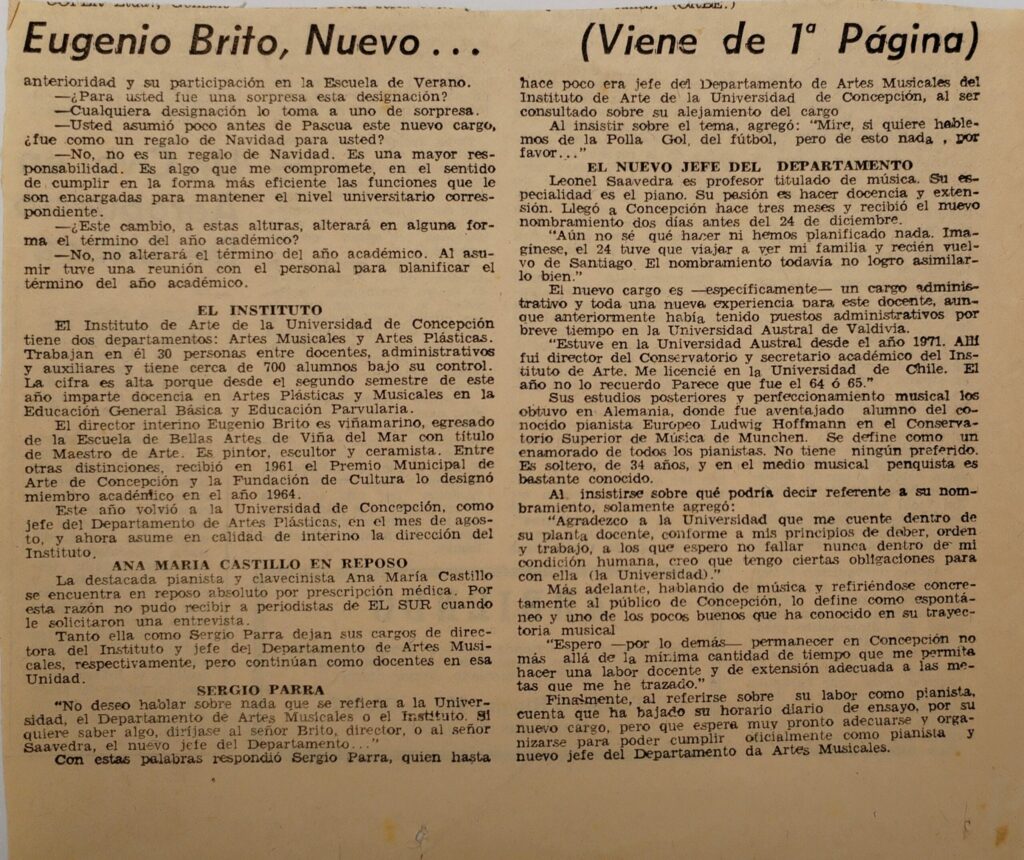 Eugenio Brito, Nuevo... (Viene de 1ª Página)
anterioridad y su participación en la Escuela de Verano.
—¿Para usted fue una sorpresa esta designación?
—Cualquiera designación lo toma a uno de sorpresa.
—Usted asumió poco antes de Pascua este nuevo cargo,
¿fue como un regalo de Navidad para usted?
—No, no es un regalo de Navidad. Es una mayor res-
ponsabilidad. Es algo que me compromete, en el sentido
de cumplir en la forma más eficiente las funciones que le
son encargadas para mantener el nivel universitario corres-
pondiente.
—¿Este cambio, a estas alturas, alterará en alguna for-
ma el término del año académico?
—No, no alterará el término del año académico. Al asu-
mir tuve una reunión con el personal para planificar el
término del año académico.
EL INSTITUTO
El Instituto de Arte de la Universidad de Concepción
tiene dos departamentos: Artes Musicales y Artes Plásticas.
Trabajan en él 30 personas entre docentes, administrativos
y auxiliares y tiene cerca de 700 alumnos bajo su control.
La cifra es alta porque desde el segundo semestre de este
año imparte docencia en Artes Plásticas y Musicales en la
Educación General Básica y Educación Parvularia.
El director interino Eugenio Brito es viñamarino, egresado
de la Escuela de Bellas Artes de Viña del Mar con título
de Maestro de Arte. Es pintor, escultor y ceramista. Entre
otras distinciones, recibió en 1961 el Premio Municipal de
Arte de Concepción y la Fundación de Cultura lo designó
miembro académico en el año 1964.
Este año volvió a la Universidad de Concepción, como
jefe del Departamento de Artes Plásticas, en el mes de agos-
to, y ahora asume en calidad de interino la dirección del
Instituto.
ANA MARIA CASTILLO EN REPOSO
La destacada pianista y clavecinista Ana María Castillo
se encuentra en reposo absoluto por prescripción médica. Por
esta razón no pudo recibir a periodistas de EL SUR cuando
le solicitaron una entrevista.
Tanto ella como Sergio Parra dejan sus cargos de direc-
tora del Instituto y jefe del Departamento de Artes Musi-
cales, respectivamente, pero continúan como docentes en esa
Unidad.
SERGIO PARRA
"No deseo hablar sobre nada que se refiera a la Univer-
sidad, el Departamento de Artes Musicales o el Instituto. Si
quiere saber algo, diríjase al señor Brito, director, o al señor
Saavedra, el nuevo jefe del Departamento..."
Con estas palabras respondió Sergio Parra, quien hasta
hace poco era jefe del Departamento de Artes Musicales del
Instituto de Arte de la Universidad de Concepción, al ser
consultado sobre su alejamiento del cargo
Al insistir sobre el tema, agregó: "Mire, si quiere hable-
mos de la Polla Gol, del fútbol, pero de esto nada , por
favor..."
EL NUEVO JEFE DEL DEPARTAMENTO
Leonel Saavedra es profesor titulado de música. Su es-
pecialidad es el piano. Su pasión es hacer docencia y exten-
sión. Llegó a Concepción hace tres meses y recibió el nuevo
nombramiento dos días antes del 24 de diciembre.
"Aún no sé qué hacer ni hemos planificado nada. Ima-
gínese, el 24 tuve que viajar a ver mi familia y recién vuel-
vo de Santiago El nombramiento todavía no logro asimilar-
lo bien."
El nuevo cargo es —específicamente— un cargo adminis-
trativo y toda una nueva experiencia para este docente, aun-
que anteriormente había tenido puestos administrativos por
breve tiempo en la Universidad Austral de Valdivia.
"Estuve en la Universidad Austral desde el año 1971. Allí
fui director del Conservatorio y secretario académico del Ins-
tituto de Arte. Me licencié en la Universidad de Chile. El
año no lo recuerdo Parece que fue el 64 ó 65."
Sus estudios posteriores y perfeccionamiento musical los
obtuvo en Alemania, donde fue aventajado alumno del co-
nocido pianista Europeo Ludwig Hoffmann en el Conserva-
torio Superior de Música de Munchen. Se define como un
enamorado de todos los pianistas. No tiene ningún preferido.
Es soltero, de 34 años, y en el medio musical penquista es
bastante conocido.
Al insistirse sobre qué podría decir referente a su nom-
bramiento, solamente agregó:
"Agradezco a la Universidad que me cuente dentro de
su planta docente, conforme a mis principios de deber, orden
y trabajo, a los que espero no fallar nunca dentro de mi
condición humana, creo que tengo ciertas obligaciones para
con ella (la Universidad)."
Más adelante, hablando de música y refiriéndose concre-
tamente al público de Concepción, lo define como espontá-
neo y uno de los pocos buenos que ha conocido en su trayec-
toria musical
"Espero —por lo demás— permanecer en Concepción no
más allá de la mínima cantidad de tiempo que me permita
hacer una labor docente y de extensión adecuada a las me-
tas que me he trazado."
Finalmente, al referirse sobre su labor como pianista,
cuenta que ha bajado su horario diario de ensayo, por su
nuevo cargo, pero que espera muy pronto adecuarse y orga-
nizarse para poder cumplir oficialmente como pianista y
nuevo jefe del Departamento da Artes Musicales.